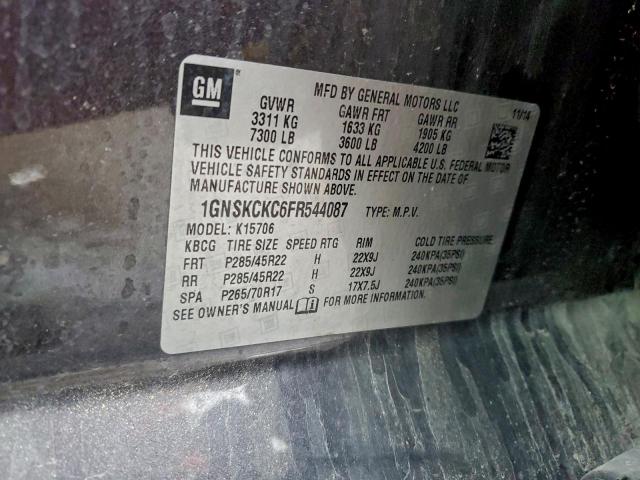 GM
MFD BY GENERAL MOTORS LLC
11/14
GVWR GAWR FRT GAWR RR
3311 KG 1633 KG 1905 KG
7300 LB 3600 LB 4200 LB
THIS VEHICLE CONFORMS TO ALL APPLICABLE U.S. FEDERAL MOTOR
VEHICLE SAFETY STANDARDS IN EFFECT ON THE DATE OF
MANUFACTURE SHOWN ABOVE.
1GNSKCKC6FR544087 TYPE: M.P.V.
MODEL: K15706
KBCG TIRE SIZE SPEED RTG RIM COLD TIRE PRESSURE
FRT P285/45R22 H 22X9J 240KPA(35PSI)
RR P285/45R22 H 22X9J 240KPA(35PSI)
SPA P265/70R17 S 17X7.5J 240KPA(35PSI)
SEE OWNER'S MANUAL FOR MORE INFORMATION.